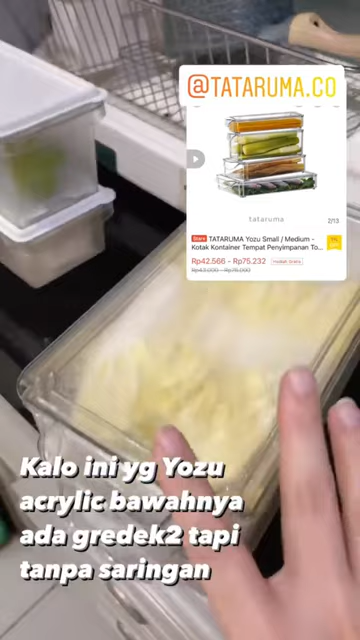 @TATARUMA.CO
tataruma
2/13
Star+ TATARUMA Yozu Small / Medium -
Kotak Kontainer Tempat Penyimpanan To...
Rp42.566 - Rp75.232
Kalo ini yg Yozu
acrylic bawahnya
ada gredek2 tapi
tanpa saringan